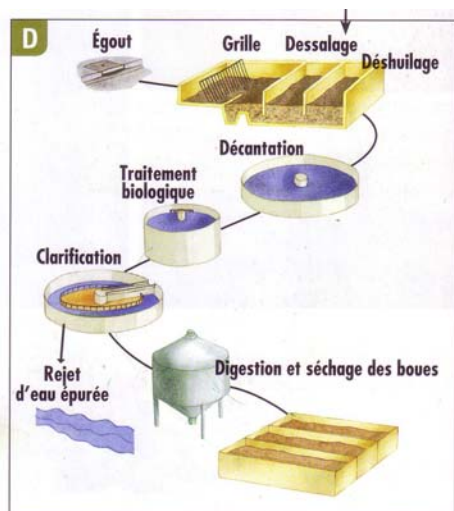 D
Égout
Grille
Dessalage
Déshuilage
Décantation
Traitement
biologique
Clarification
Rejet
d'eau épurée
Digestion et séchage des boues